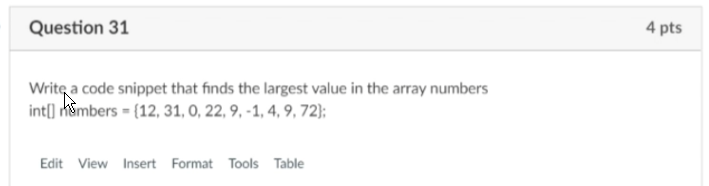 Question 31
4 pts
Write a code snippet that finds the largest value in the array numbers
int[] numbers = {12, 31, 0, 22, 9, -1, 4, 9, 72};
Edit View Insert Format Tools Table